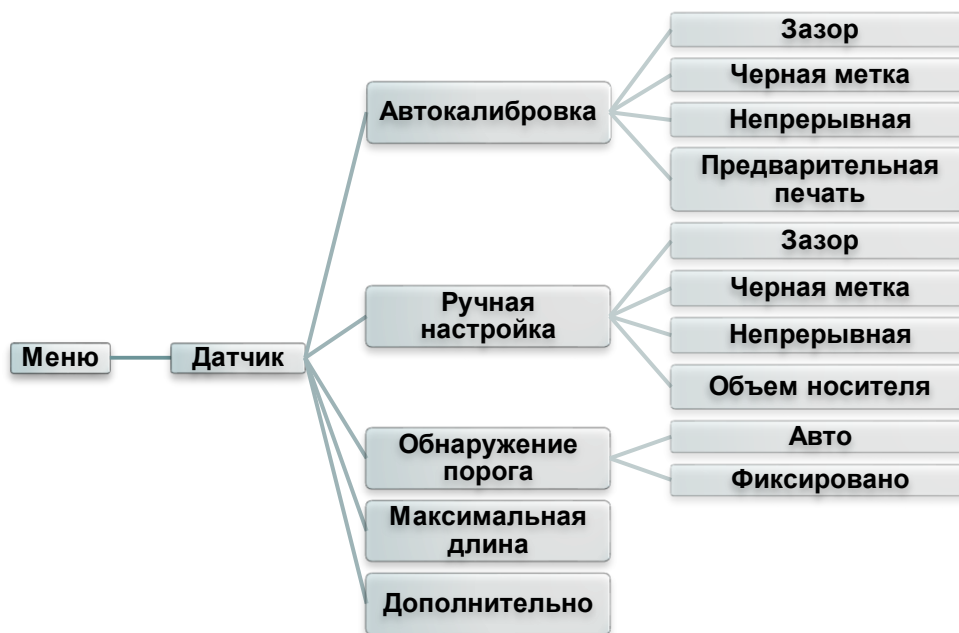 Меню
Датчик
Автокалибровка
Зазор
Черная метка
Непрерывная
Предварительная
печать
Ручная
настройка
Зазор
Черная метка
Непрерывная
Объем носителя
Обнаружение
порога
Авто
Фиксировано
Максимальная
длина
Дополнительно